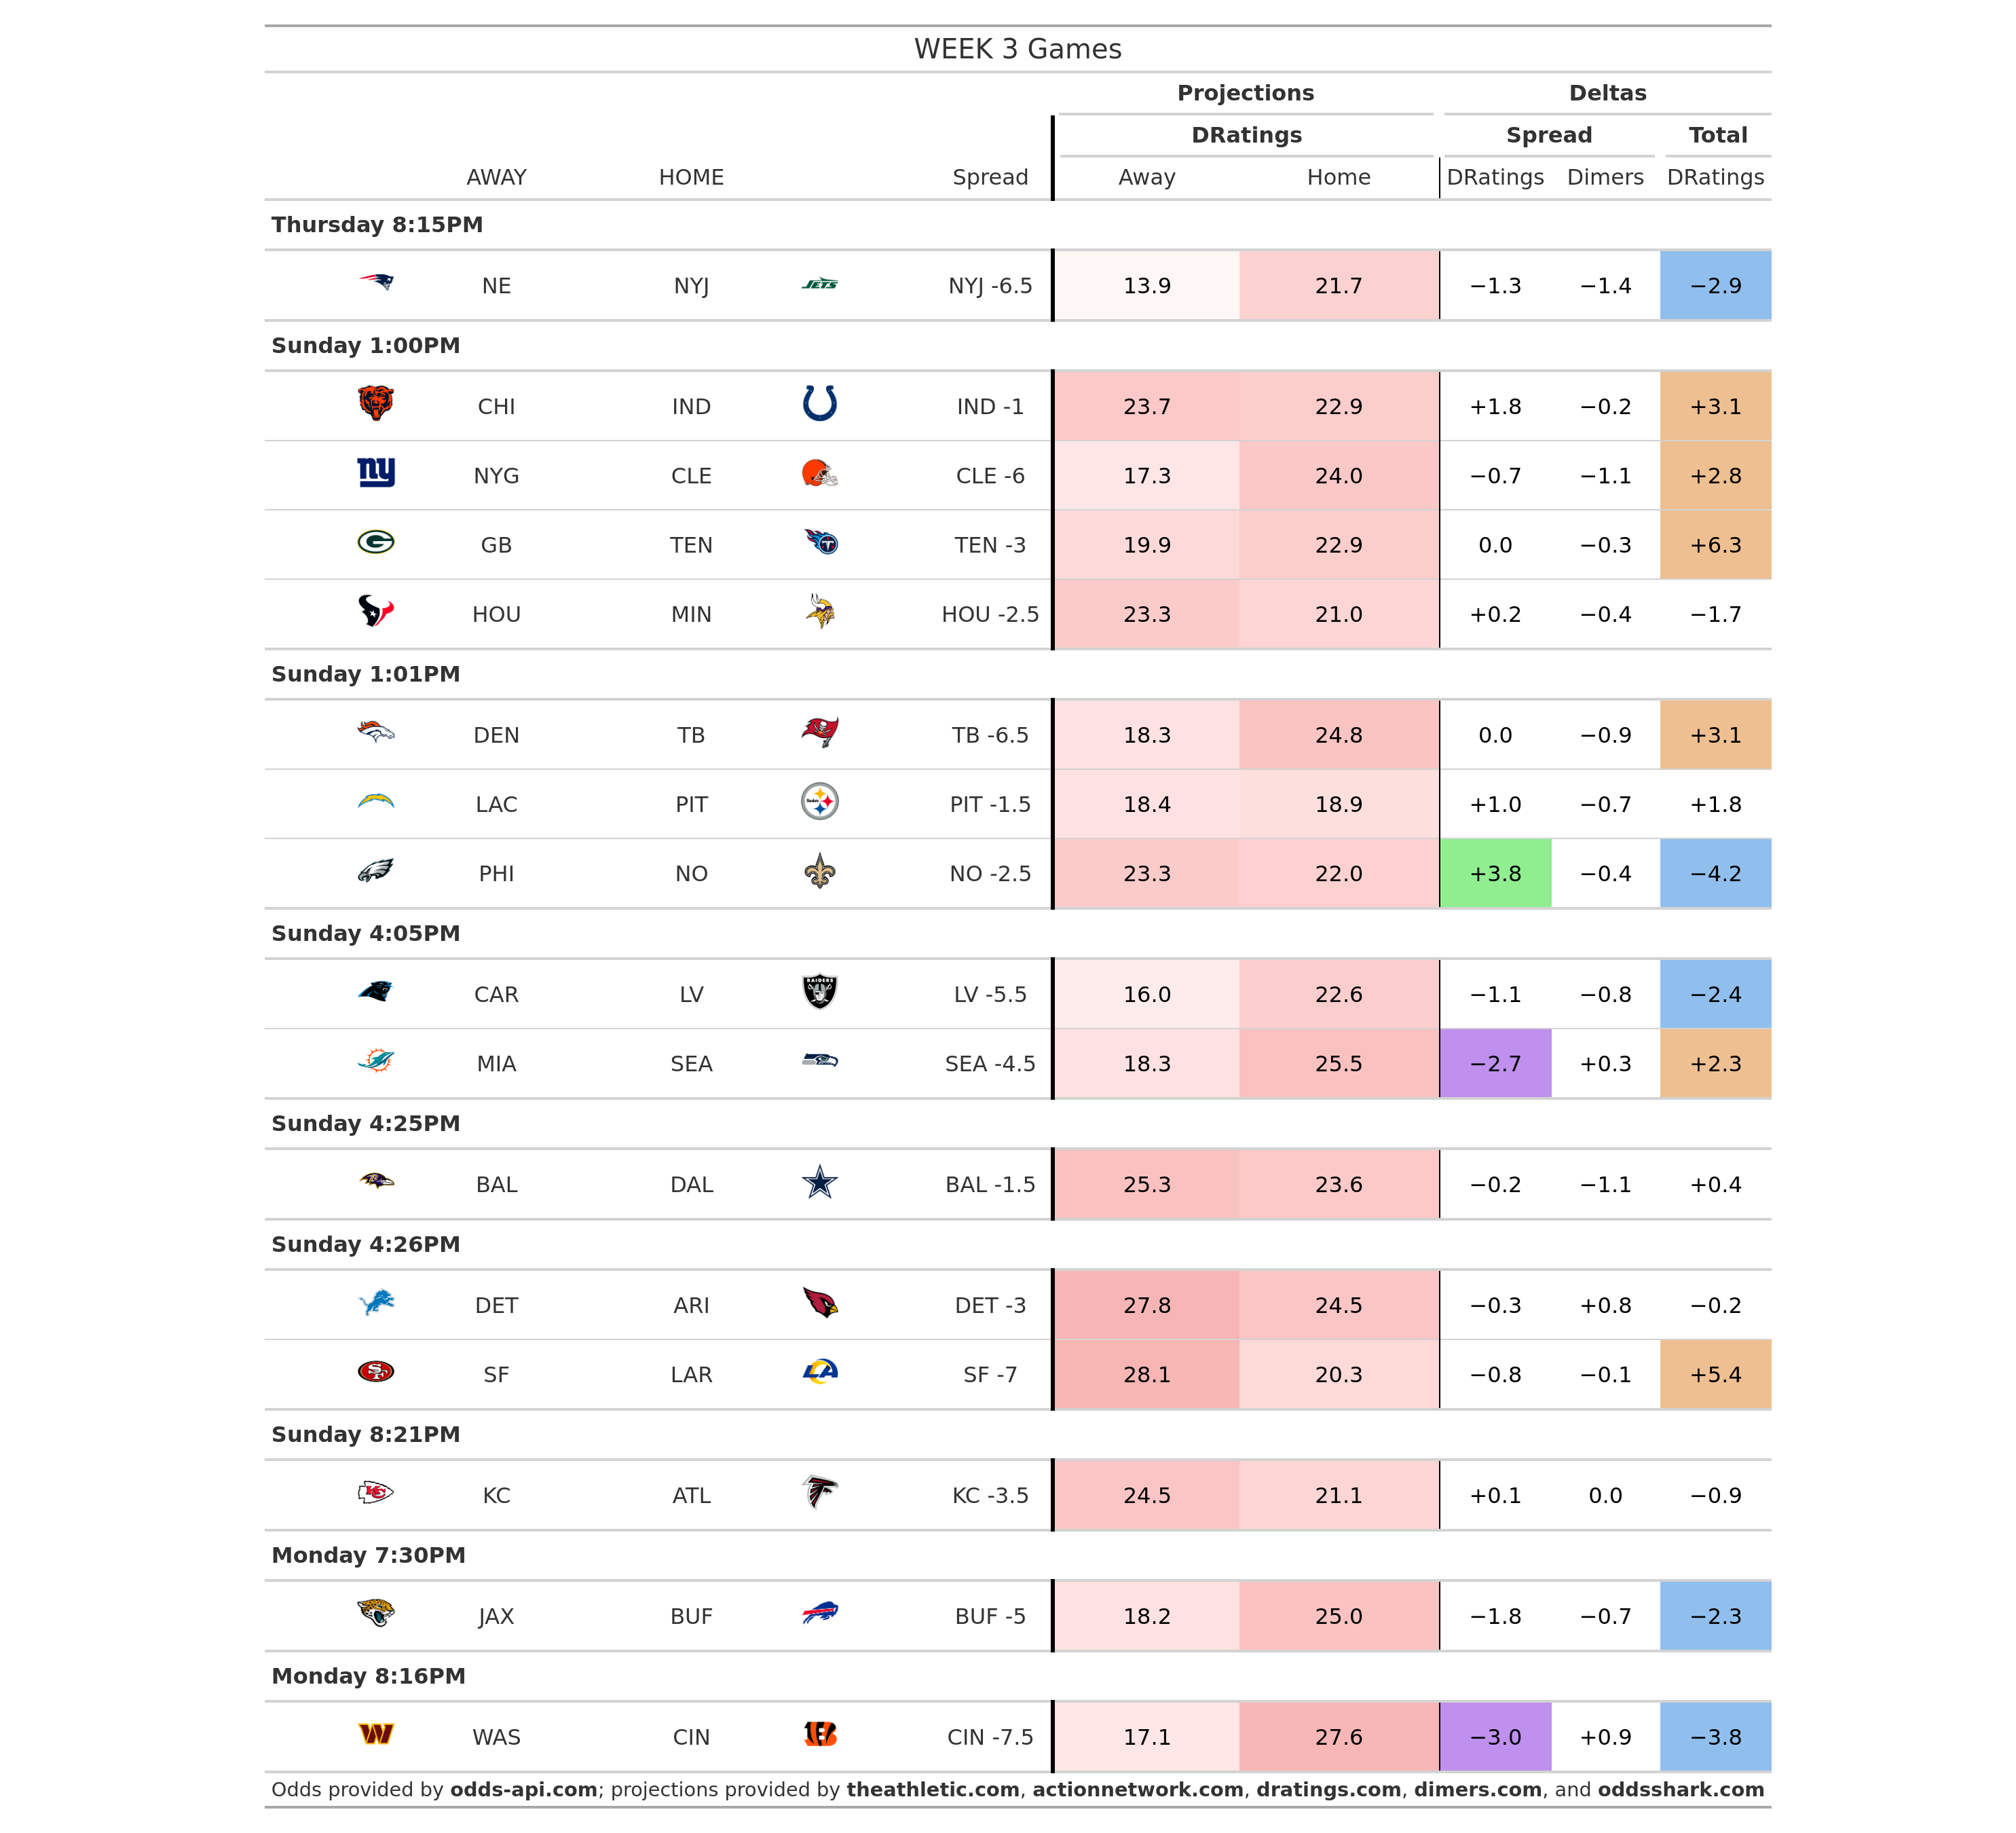 WEEK 3 Games
Projections Deltas
DRatings Spread Total
AWAY HOME Spread Away Home DRatings Dimers DRatings
Thursday 8:15PM
NE NYJ JETS NYJ -6.5 13.9 21.7 −1.3 −1.4 −2.9
Sunday 1:00PM
CHI IND IND -1 23.7 22.9 +1.8 −0.2 +3.1
ny NYG CLE CLE -6 17.3 24.0 −0.7 −1.1 +2.8
G GB TEN T TEN -3 19.9 22.9 0.0 −0.3 +6.3
HOU MIN HOU -2.5 23.3 21.0 +0.2 −0.4 −1.7
Sunday 1:01PM
DEN TB TB -6.5 18.3 24.8 0.0 −0.9 +3.1
LAC PIT PIT -1.5 18.4 18.9 +1.0 −0.7 +1.8
PHI NO NO -2.5 23.3 22.0 +3.8 −0.4 −4.2
Sunday 4:05PM
CAR LV RAIDERS LV -5.5 16.0 22.6 −1.1 −0.8 −2.4
MIA SEA SEA -4.5 18.3 25.5 −2.7 +0.3 +2.3
Sunday 4:25PM
BAL DAL BAL -1.5 25.3 23.6 −0.2 −1.1 +0.4
Sunday 4:26PM
DET ARI DET -3 27.8 24.5 −0.3 +0.8 −0.2
SF SF LAR LA SF -7 28.1 20.3 −0.8 −0.1 +5.4
Sunday 8:21PM
KC KC ATL KC -3.5 24.5 21.1 +0.1 0.0 −0.9
Monday 7:30PM
JAX BUF BUF -5 18.2 25.0 −1.8 −0.7 −2.3
Monday 8:16PM
W WAS CIN B CIN -7.5 17.1 27.6 −3.0 +0.9 −3.8
Odds provided by odds-api.com; projections provided by theathletic.com, actionnetwork.com, dratings.com, dimers.com, and oddsshark.com